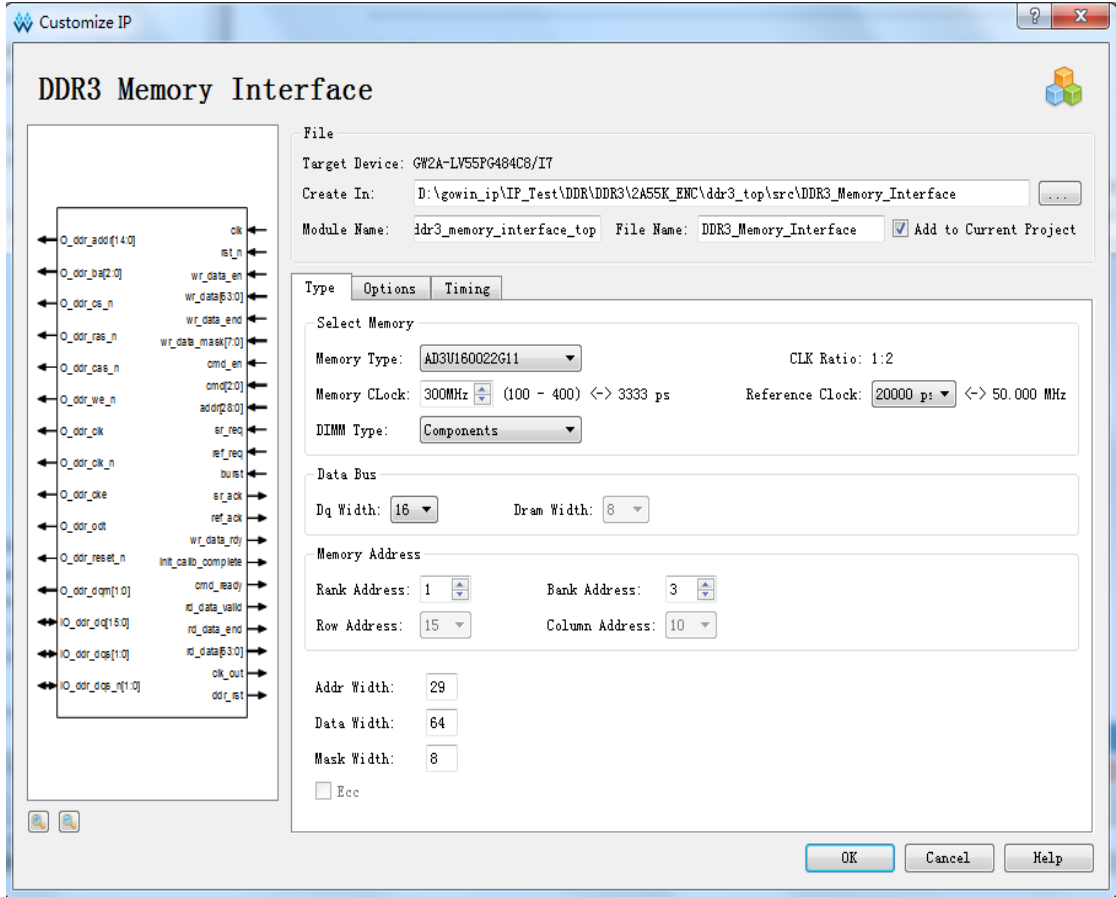 Customize IP
DDR3 Memory Interface
O_ddr_addr[14:0]
O_ddr_ba[2:0]
O_ddr_cs_n
O_ddr_ras_n
O_ddr_cas_n
O_ddr_we_n
O_ddr_clk
O_ddr_clk_n
O_ddr_cke
O_ddr_odt
O_ddr_reset_n
O_ddr_dqm[1:0]
IO_ddr_dq[15:0]
IO_ddr_dqs[1:0]
IO_ddr_dqs_n[1:0]
clk
rst_n
wr_data_en
wr_data[63:0]
wr_data_end
wr_data_mask[7:0]
cmd_en
cmd[2:0]
addr[28:0]
sr_req
ref_req
burst
sr_ack
ref_ack
wr_data_rdy
init_calib_complete
cmd_ready
rd_data_valid
rd_data_end
rd_data[63:0]
clk_out
ddr_rst
File
Target Device: GW2A-LV55PG484C8/I7
Create In: D:\gowin_ip\IP_Test\DDR\DDR3\2A55K_ENC\ddr3_top\src\DDR3_Memory_Interface ...
Module Name: ddr3_memory_interface_top File Name: DDR3_Memory_Interface Add to Current Project
Type Options Timing
Select Memory
Memory Type: AD3U160022G11 CLK Ratio: 1:2
Memory CLock: 300MHz (100 - 400) <-> 3333 ps Reference Clock: 20000 ps <-> 50.000 MHz
DIMM Type: Components
Data Bus
Dq Width: 16 Dram Width: 8
Memory Address
Rank Address: 1 Bank Address: 3
Row Address: 15 Column Address: 10
Addr Width: 29
Data Width: 64
Mask Width: 8
Ecc
OK Cancel Help